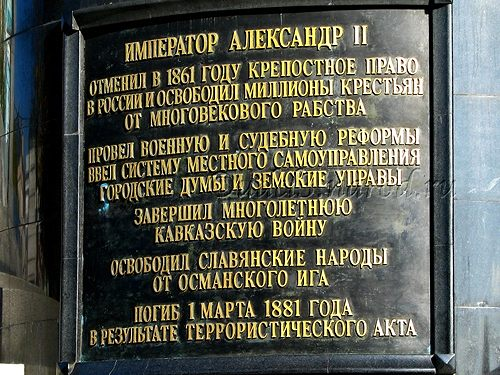 ИМПЕРАТОР АЛЕКСАНДР II
ОТМЕНИЛ В 1861 ГОДУ КРЕПОСТНОЕ ПРАВО
В РОССИИ И ОСВОБОДИЛ МИЛЛИОНЫ КРЕСТЬЯН
ОТ МНОГОВЕКОВОГО РАБСТВА
ПРОВЕЛ ВОЕННУЮ И СУДЕБНУЮ РЕФОРМЫ
ВВЕЛ СИСТЕМУ МЕСТНОГО САМОУПРАВЛЕНИЯ
ГОРОДСКИЕ ДУМЫ И ЗЕМСКИЕ УПРАВЫ
ЗАВЕРШИЛ МНОГОЛЕТНЮЮ
КАВКАЗСКУЮ ВОЙНУ
ОСВОБОДИЛ СЛАВЯНСКИЕ НАРОДЫ
ОТ ОСМАНСКОГО ИГА
ПОГИБ 1 МАРТА 1881 ГОДА
В РЕЗУЛЬТАТЕ ТЕРРОРИСТИЧЕСКОГО АКТА